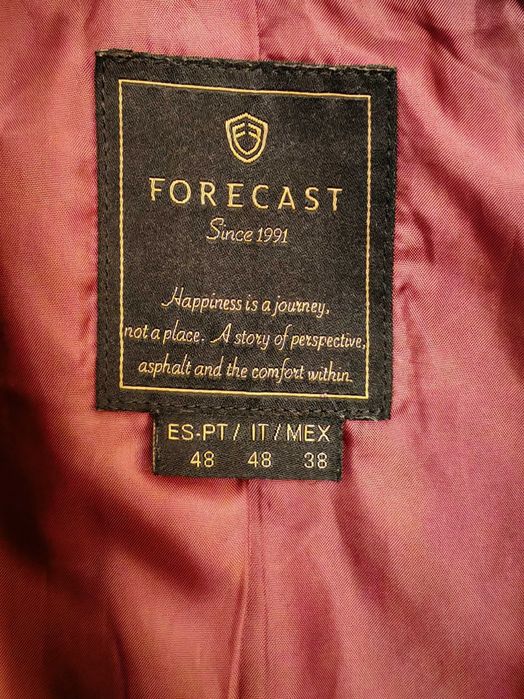 FORECAST
Since 1991
Happiness is a journey,
not a place. A story of perspective,
asphalt and the comfort within.
ES-PT / IT / MEX
48 48 38